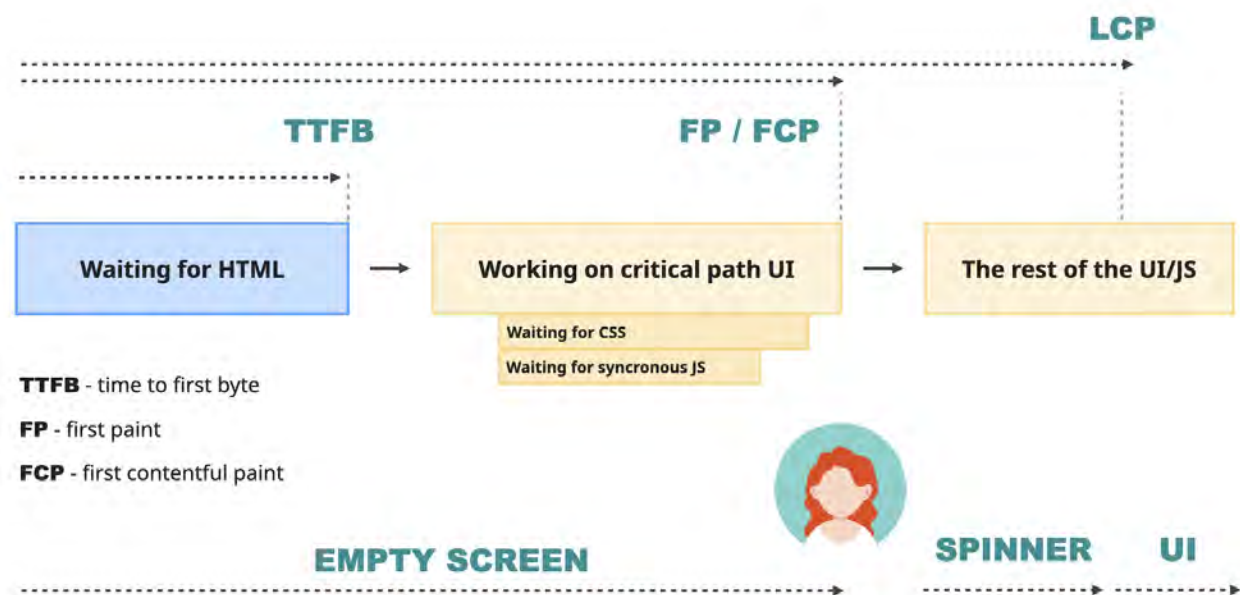 LCP
TTFB
FP / FCP
Waiting for HTML
Working on critical path UI
The rest of the UI/JS
Waiting for CSS
Waiting for syncronous JS
TTFB - time to first byte
FP - first paint
FCP - first contentful paint
EMPTY SCREEN
SPINNER
UI